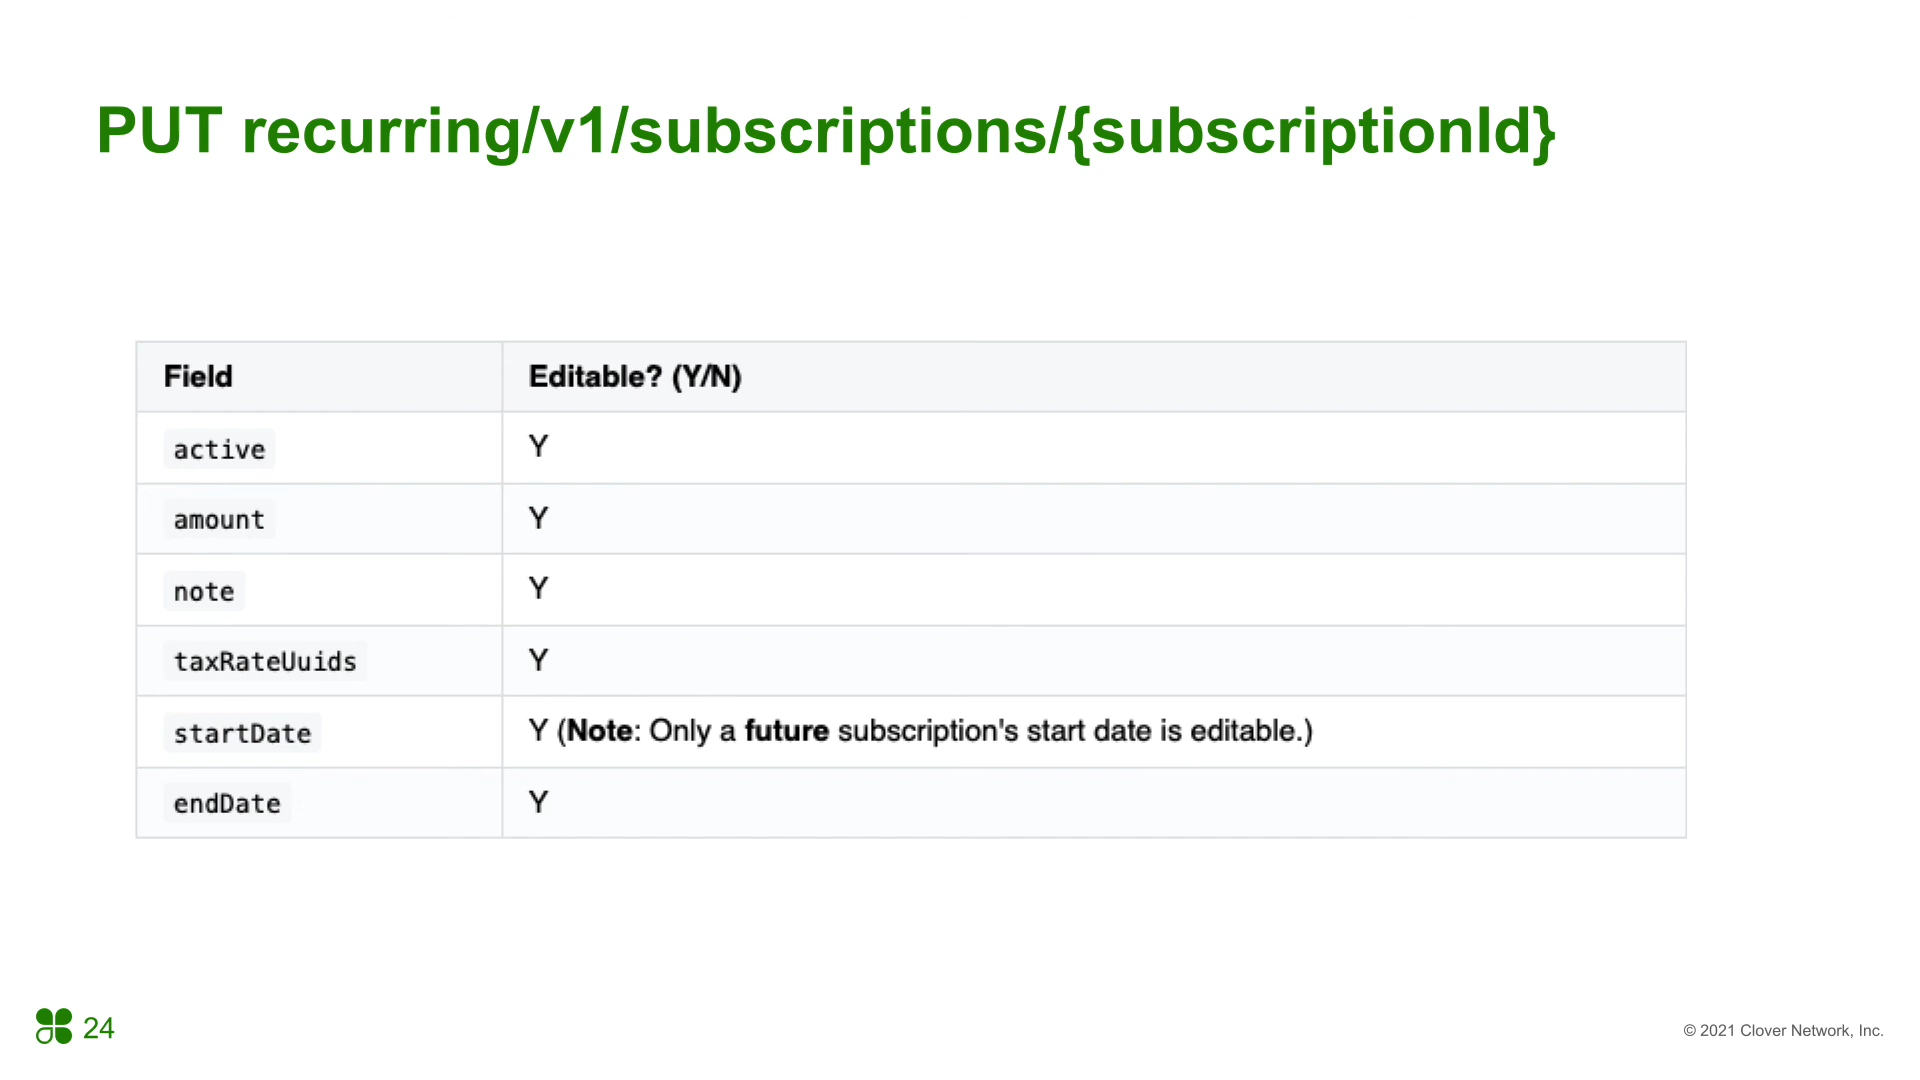 PUT recurring/v1/subscriptions/{subscriptionId}
Field Editable? (Y/N)
active Y
amount Y
note Y
taxRateUuids Y
startDate Y (Note: Only a future subscription's start date is editable.)
endDate Y
24
© 2021 Clover Network, Inc.